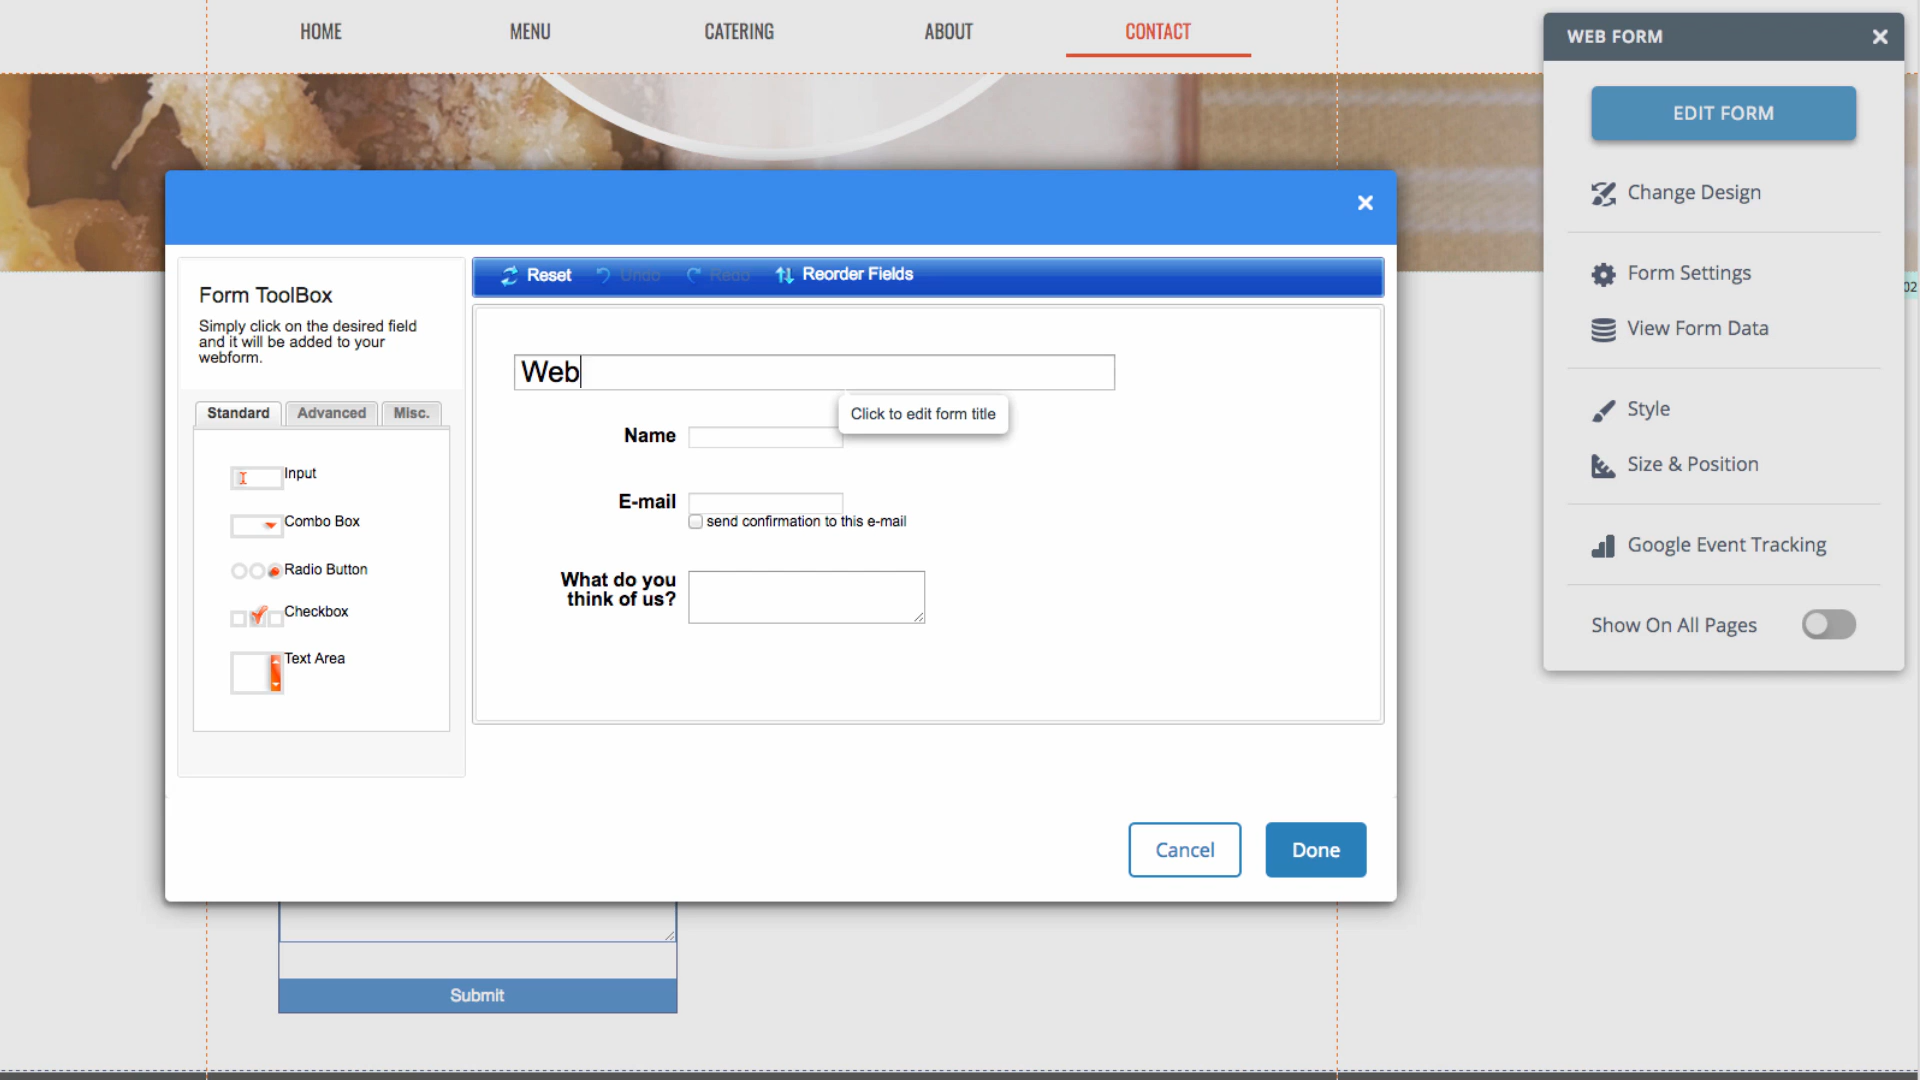 HOME MENU CATERING ABOUT CONTACT
WEB FORM
EDIT FORM
Change Design
Form Settings
View Form Data
Style
Size & Position
Google Event Tracking
Show On All Pages
02
Reset Undo Redo Reorder Fields
Form ToolBox
Simply click on the desired field
and it will be added to your
webform.
Standard Advanced Misc.
Input
Combo Box
Radio Button
Checkbox
Text Area
Web
Click to edit form title
Name
E-mail
send confirmation to this e-mail
What do you
think of us?
Cancel Done
Submit